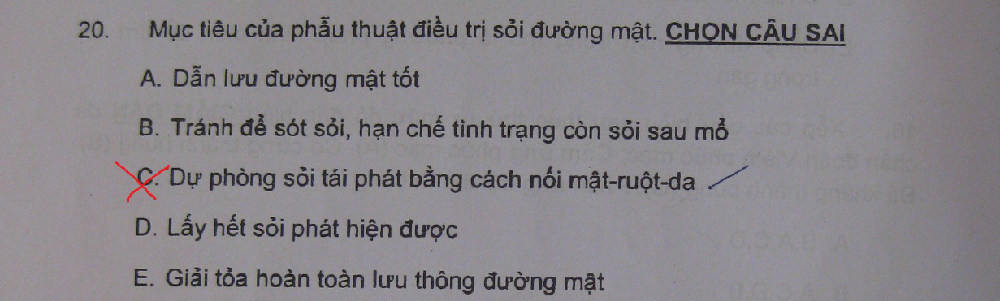 20. Mục tiêu của phẫu thuật điều trị sỏi đường mật. CHỌN CÂU SAI
A. Dẫn lưu đường mật tốt
B. Tránh để sót sỏi, hạn chế tình trạng còn sỏi sau mổ
C. Dự phòng sỏi tái phát bằng cách nối mật-ruột-da
D. Lấy hết sỏi phát hiện được
E. Giải tỏa hoàn toàn lưu thông đường mật